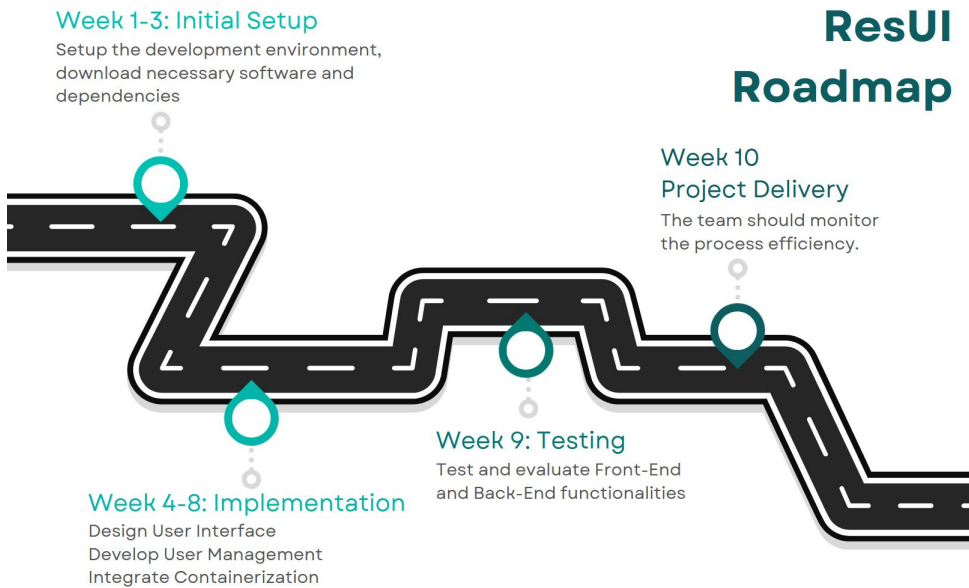 ResUI
Roadmap
Week 1-3: Initial Setup
Setup the development environment,
download necessary software and
dependencies
Week 4-8: Implementation
Design User Interface
Develop User Management
Integrate Containerization
Week 9: Testing
Test and evaluate Front-End
and Back-End functionalities
Week 10
Project Delivery
The team should monitor
the process efficiency.